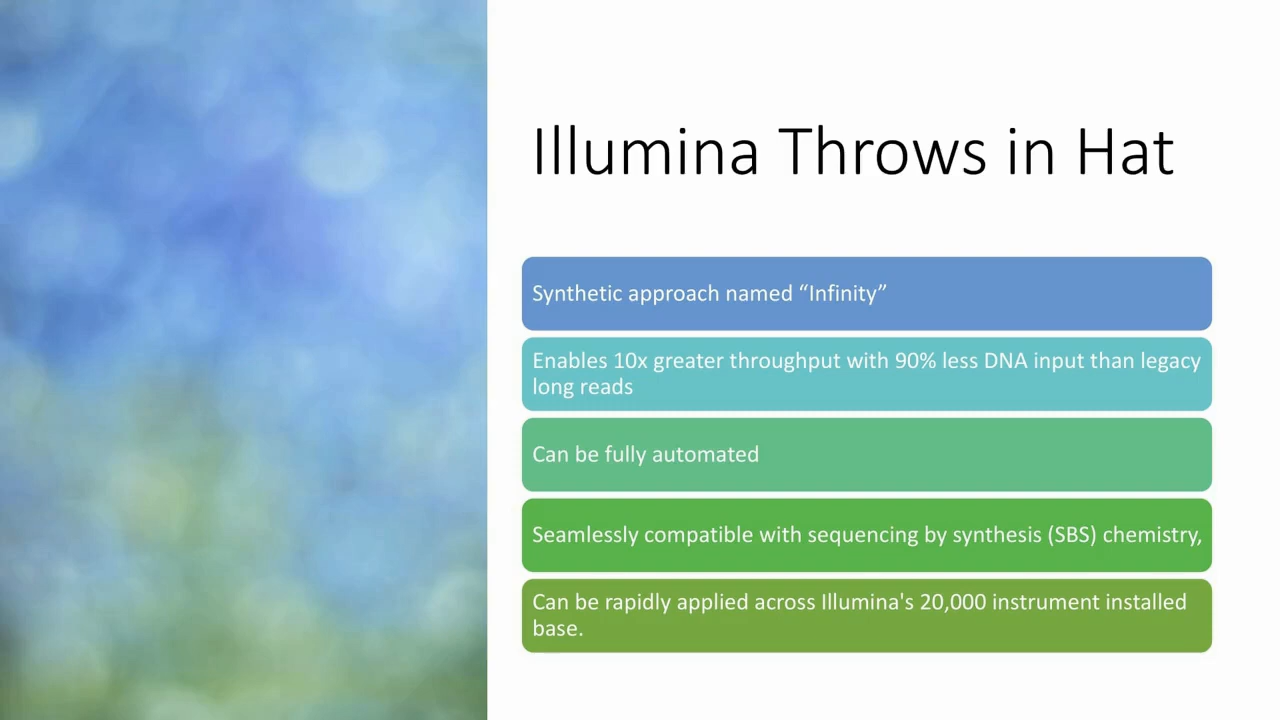 Illumina Throws in Hat
Synthetic approach named “Infinity”
Enables 10x greater throughput with 90% less DNA input than legacy
long reads
Can be fully automated
Seamlessly compatible with sequencing by synthesis (SBS) chemistry,
Can be rapidly applied across Illumina's 20,000 instrument installed
base.